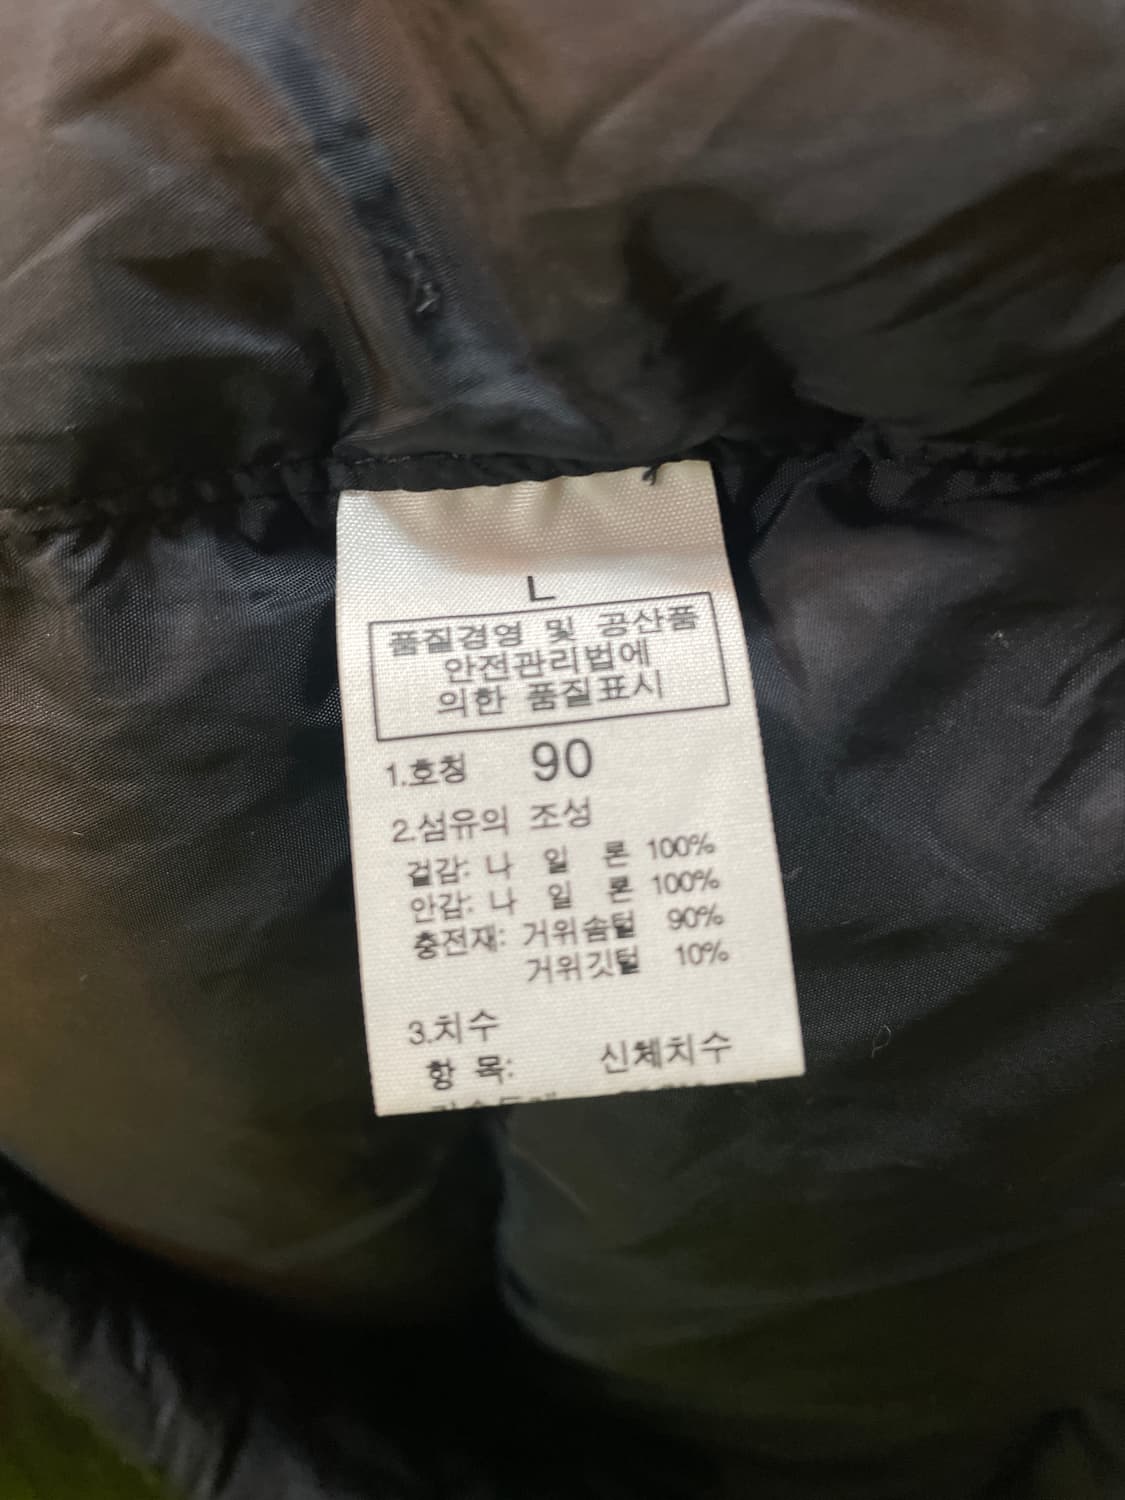 L
품질경영 및 공산품
안전관리법에
의한 품질표시
1.호칭 90
2.섬유의 조성
겉감: 나 일 론 100%
안감: 나 일 론 100%
충전재: 거위솜털 90%
거위깃털 10%
3.치수
항 목: 신체치수